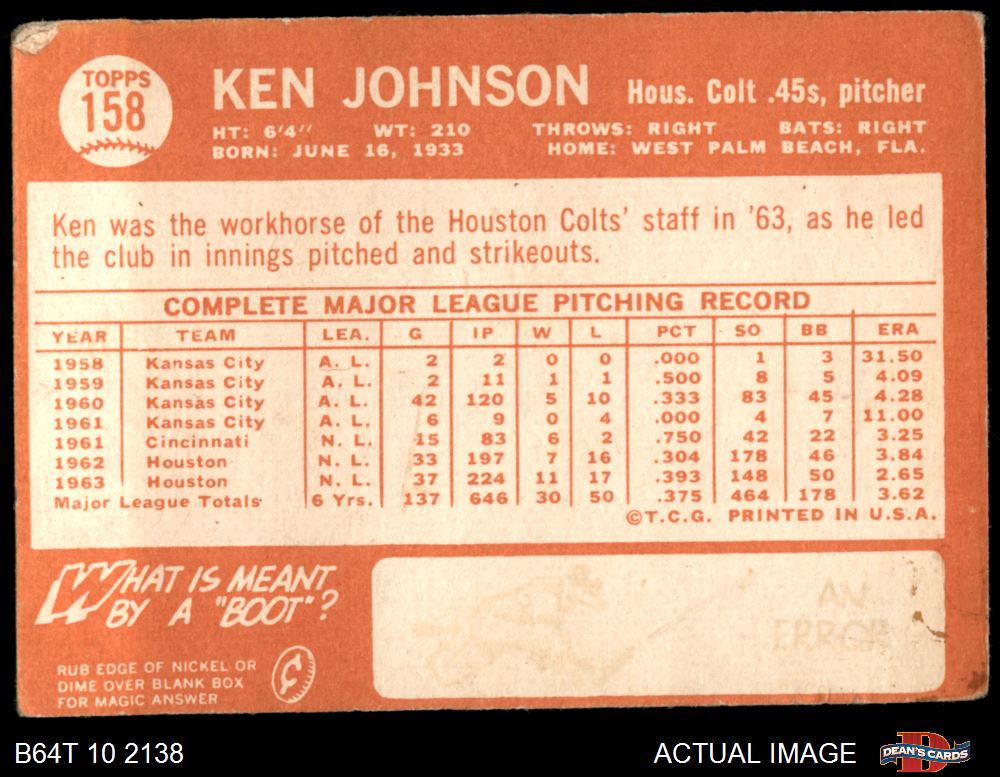 TOPPS
158
KEN JOHNSON Hous. Colt .45s, pitcher
HT: 6'4" WT: 210 THROWS: RIGHT BATS: RIGHT
BORN: JUNE 16, 1933 HOME: WEST PALM BEACH, FLA.
Ken was the workhorse of the Houston Colts' staff in '63, as he led
the club in innings pitched and strikeouts.
COMPLETE MAJOR LEAGUE PITCHING RECORD
YEAR TEAM LEA. G IP W L PCT SO BB ERA
1958 Kansas City A. L. 2 2 0 0 .000 1 3 31.50
1959 Kansas City A. L. 2 11 1 1 .500 8 5 4.09
1960 Kansas City A. L. 42 120 5 10 .333 83 45 4.28
1961 Kansas City A. L. 6 9 0 4 .000 4 7 11.00
1961 Cincinnati N. L. 15 83 6 2 .750 42 22 3.25
1962 Houston N. L. 33 197 7 16 .304 178 46 3.84
1963 Houston N. L. 37 224 11 17 .393 148 50 2.65
Major League Totals 6 Yrs. 137 646 30 50 .375 464 178 3.62
©T.C.G. PRINTED IN U.S.A.
WHAT IS MEANT
BY A "BOOT"?
RUB EDGE OF NICKEL OR
DIME OVER BLANK BOX
FOR MAGIC ANSWER
¢
AN
ERROR
B64T 10 2138
ACTUAL IMAGE
DEAN'S CARDS